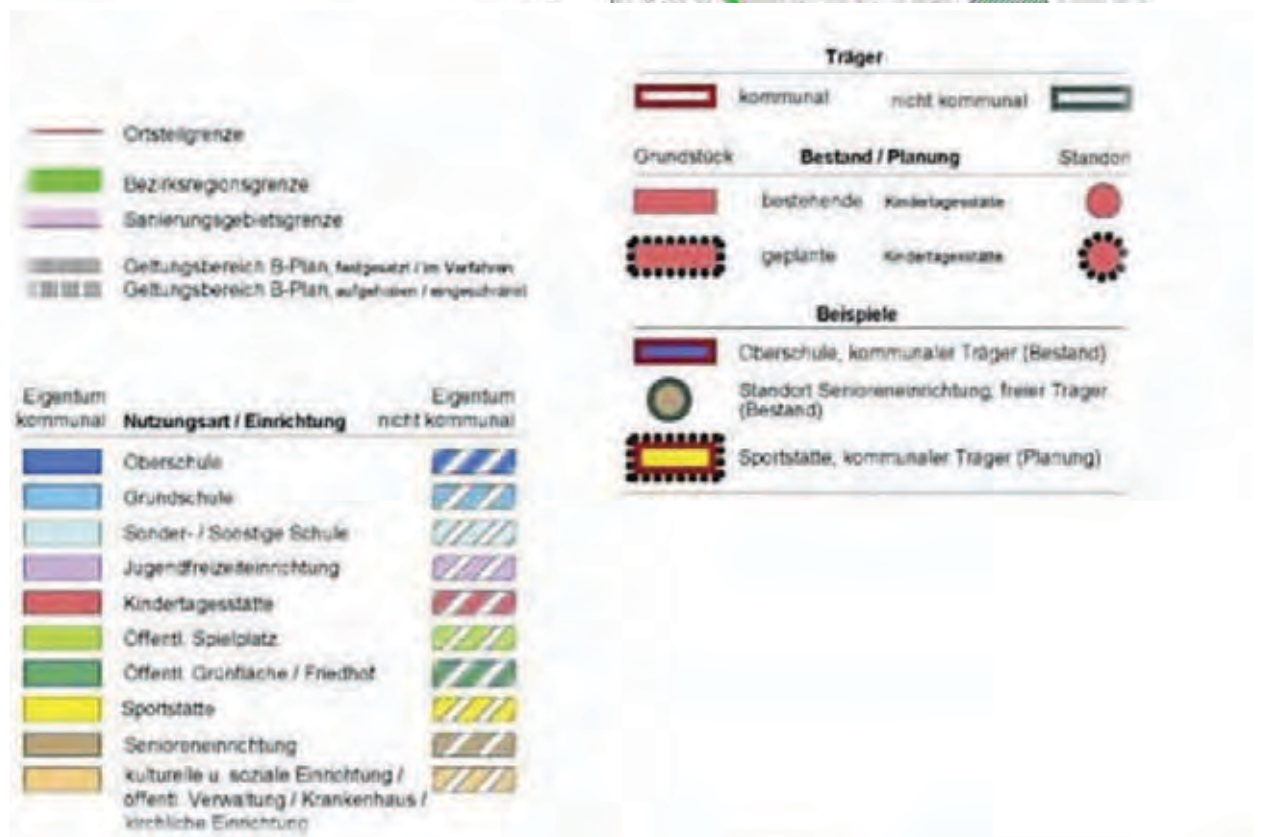 Ortsteilgrenze
Bezirksregionsgrenze
Sanierungsgebietsgrenze
Geltungsbereich B-Plan, festgesetzt / im Verfahren
Geltungsbereich B-Plan, aufgehoben / eingeschränkt
Eigentum kommunal Nutzungsart / Einrichtung Eigentum nicht kommunal
Oberschule
Grundschule
Sonder- / Sonstige Schule
Jugendfreizeiteinrichtung
Kindertagesstätte
Öffentl. Spielplatz
Öffentl. Grünfläche / Friedhof
Sportstätte
Senioreneinrichtung
kulturelle u. soziale Einrichtung /
öffentl. Verwaltung / Krankenhaus /
kirchliche Einrichtung
Träger
kommunal nicht kommunal
Grundstück Bestand / Planung Standort
bestehende Kindertagesstätte
geplante Kindertagesstätte
Beispiele
Oberschule, kommunaler Träger (Bestand)
Standort Senioreneinrichtung, freier Träger
(Bestand)
Sportstätte, kommunaler Träger (Planung)